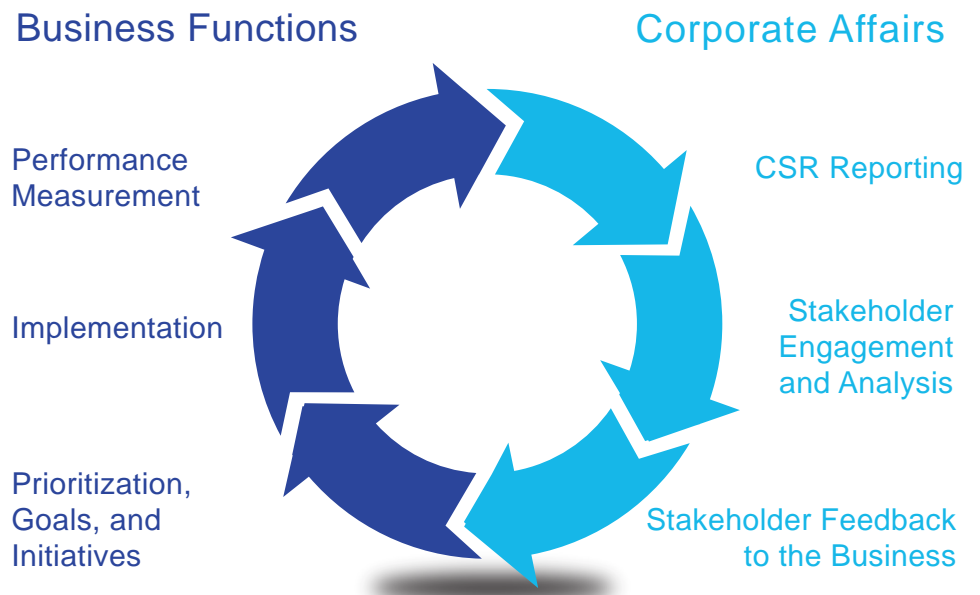 Business Functions
Corporate Affairs
Performance
Measurement
CSR Reporting
Implementation
Stakeholder
Engagement
and Analysis
Prioritization,
Goals, and
Initiatives
Stakeholder Feedback
to the Business